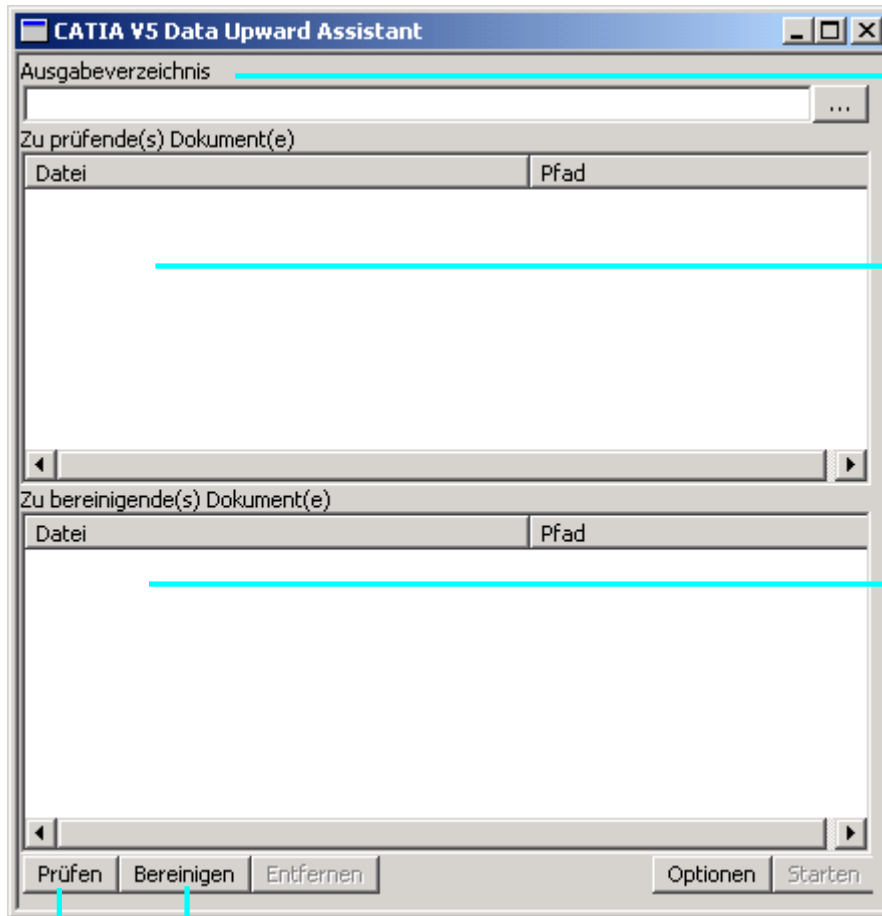 CATIA V5 Data Upward Assistant
Ausgabeverzeichnis
...
Zu prüfende(s) Dokument(e)
Datei Pfad
Zu bereinigende(s) Dokument(e)
Datei Pfad
Prüfen Bereinigen Entfernen Optionen Starten